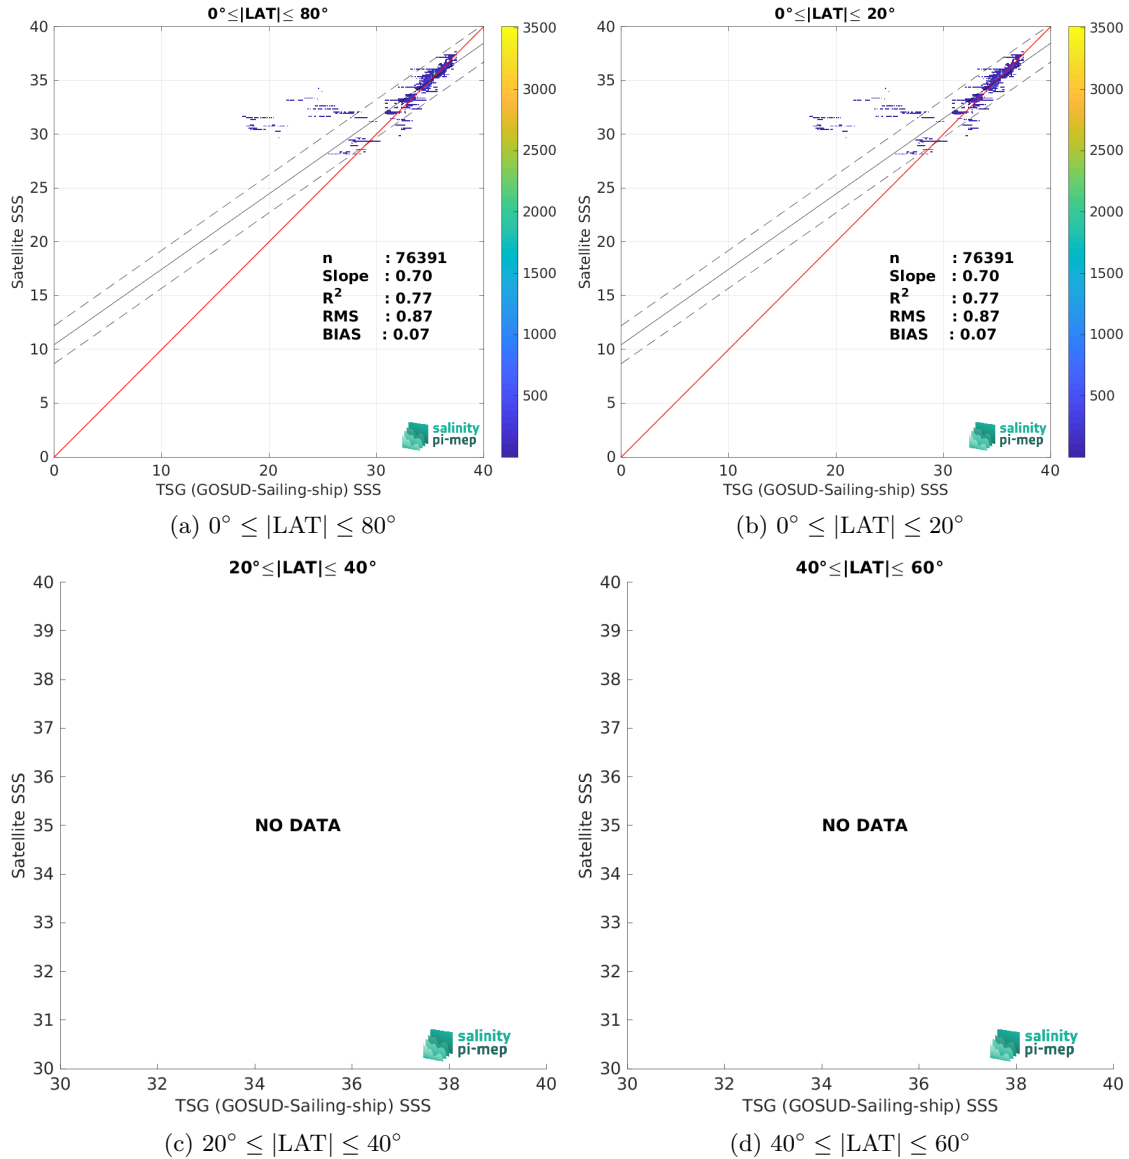 0°≤|LAT|≤ 80°
40
35
30
25
20
15
10
5
0
Satellite SSS
n : 76391
Slope : 0.70
R² : 0.77
RMS : 0.87
BIAS : 0.07
salinity
pi-mep
0 10 20 30 40
TSG (GOSUD-Sailing-ship) SSS
3500
3000
2500
2000
1500
1000
500
(a) 0° ≤ |LAT| ≤ 80°
0°≤|LAT|≤ 20°
40
35
30
25
20
15
10
5
0
Satellite SSS
n : 76391
Slope : 0.70
R² : 0.77
RMS : 0.87
BIAS : 0.07
salinity
pi-mep
0 10 20 30 40
TSG (GOSUD-Sailing-ship) SSS
3500
3000
2500
2000
1500
1000
500
(b) 0° ≤ |LAT| ≤ 20°
20°≤|LAT|≤ 40°
40
39
38
37
36
35
34
33
32
31
30
Satellite SSS
NO DATA
salinity
pi-mep
30 32 34 36 38 40
TSG (GOSUD-Sailing-ship) SSS
(c) 20° ≤ |LAT| ≤ 40°
40°≤|LAT|≤ 60°
40
39
38
37
36
35
34
33
32
31
30
Satellite SSS
NO DATA
salinity
pi-mep
30 32 34 36 38 40
TSG (GOSUD-Sailing-ship) SSS
(d) 40° ≤ |LAT| ≤ 60°